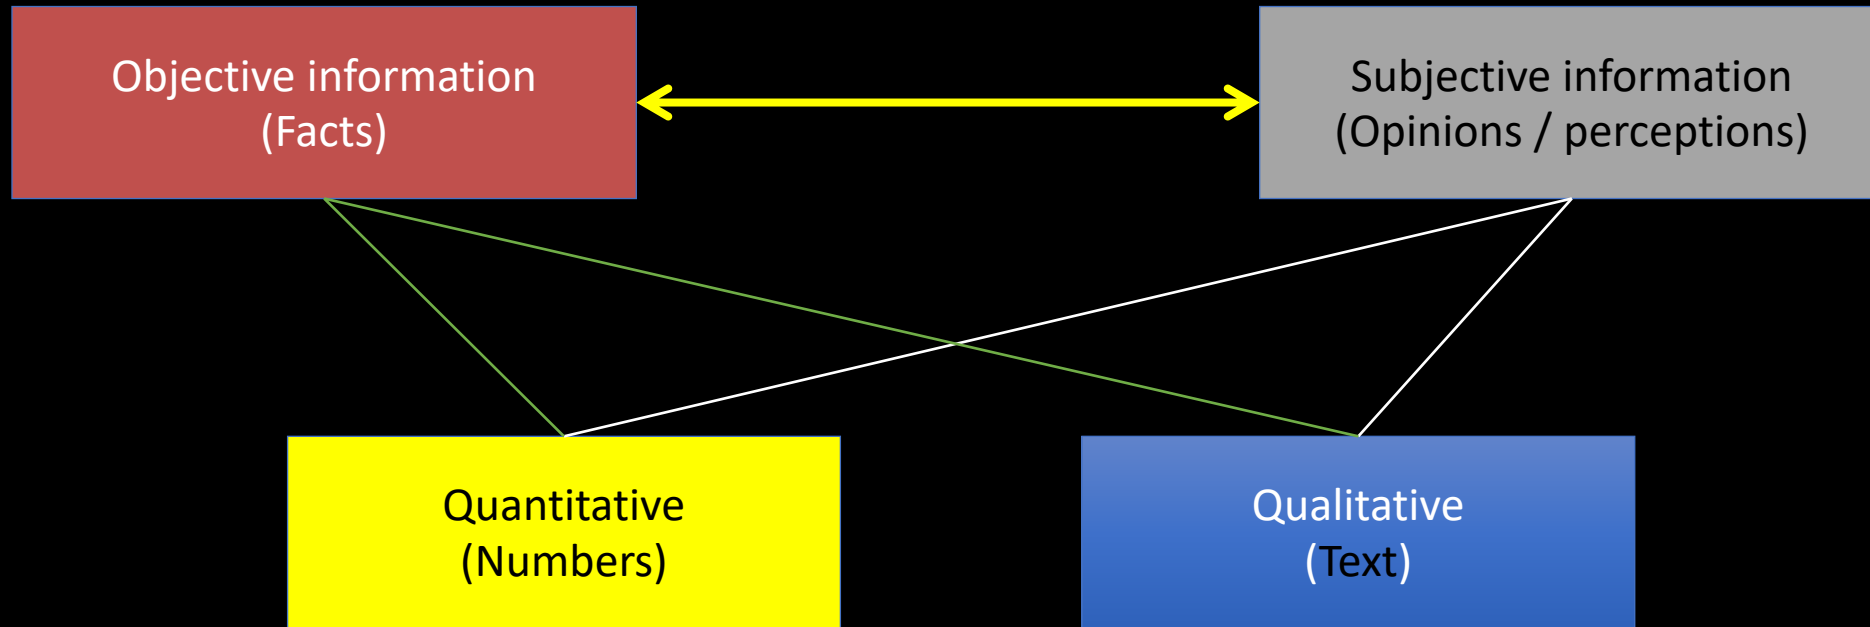 Objective information
(Facts)
Subjective information
(Opinions / perceptions)
Quantitative
(Numbers)
Qualitative
(Text)